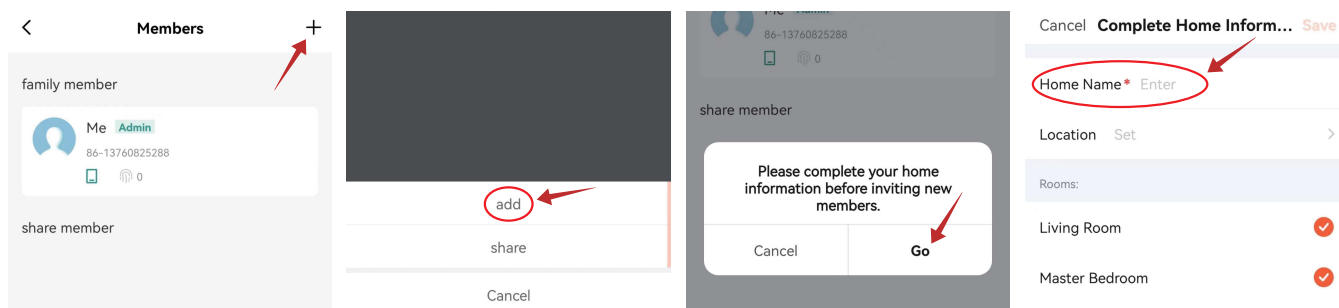 Members
family member
Me Admin
86-13760825288
0
share member
add
share
Cancel
Me Admin
86-13760825288
0
share member
Please complete your home
information before inviting new
members.
Cancel Go
Cancel Complete Home Inform... Save
Home Name* Enter
Location Set
Rooms:
Living Room
Master Bedroom